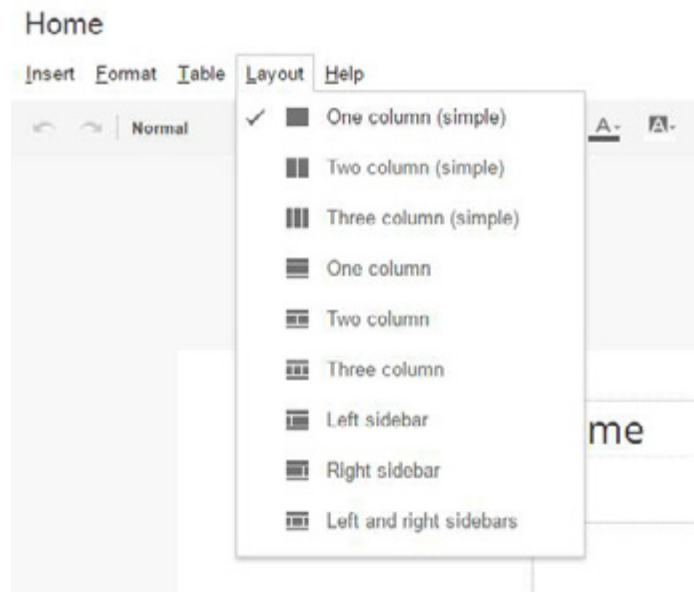 Home
Insert Format Table Layout Help
Normal
A A
One column (simple)
Two column (simple)
Three column (simple)
One column
Two column
Three column
Left sidebar
me
Right sidebar
Left and right sidebars